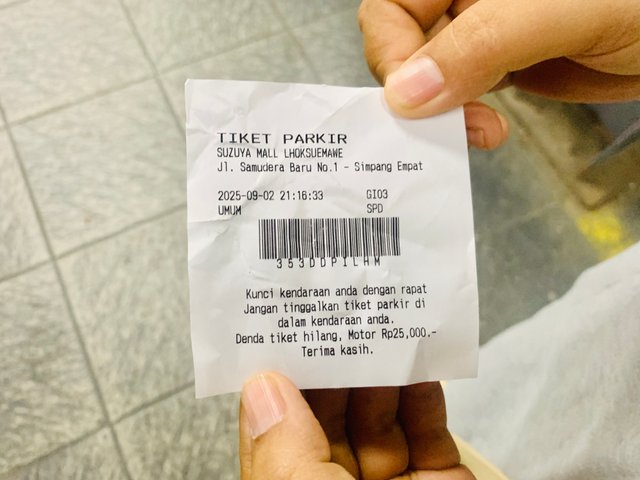 TIKET PARKIR
SUZUYA MALL LHOKSUEMAWE
Jl. Samudera Baru No.1 - Simpang Empat
2025-09-02 21:16:33 GI03
UMUM SPD
353DDPILHM
Kunci kendaraan anda dengan rapat
Jangan tinggalkan tiket parkir di
dalam kendaraan anda.
Denda tiket hilang, Motor Rp25,000.-
Terima kasih.